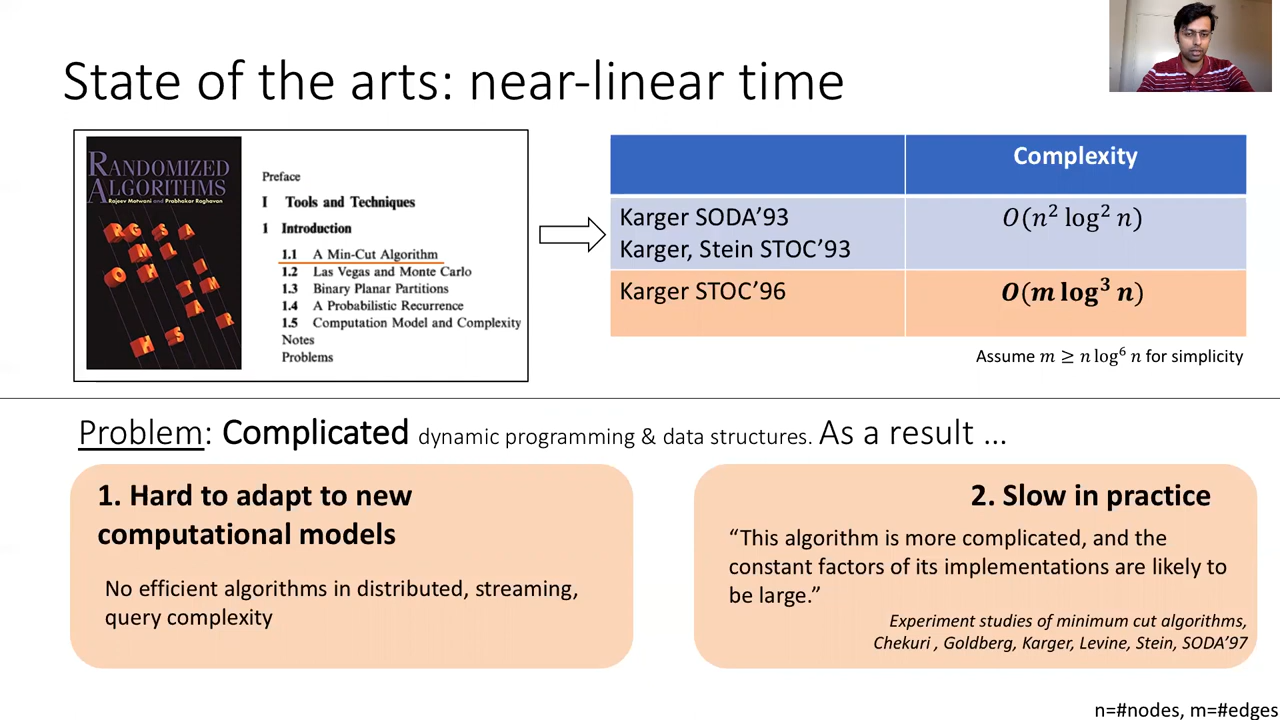 State of the arts: near-linear time
RANDOMIZED
ALGORITHMS
Rajeev Motwani and Prabhakar Raghavan
Preface
I Tools and Techniques
1 Introduction
1.1 A Min-Cut Algorithm
1.2 Las Vegas and Monte Carlo
1.3 Binary Planar Partitions
1.4 A Probabilistic Recurrence
1.5 Computation Model and Complexity
Notes
Problems
Complexity
Karger SODA’93
Karger, Stein STOC’93
O(n² log² n)
Karger STOC’96
O(m log³ n)
Assume m ≥ n log⁶ n for simplicity
Problem: Complicated dynamic programming & data structures. As a result ...
1. Hard to adapt to new
computational models
No efficient algorithms in distributed, streaming,
query complexity
2. Slow in practice
“This algorithm is more complicated, and the
constant factors of its implementations are likely to
be large.”
Experiment studies of minimum cut algorithms,
Chekuri , Goldberg, Karger, Levine, Stein, SODA’97
n=#nodes, m=#edges